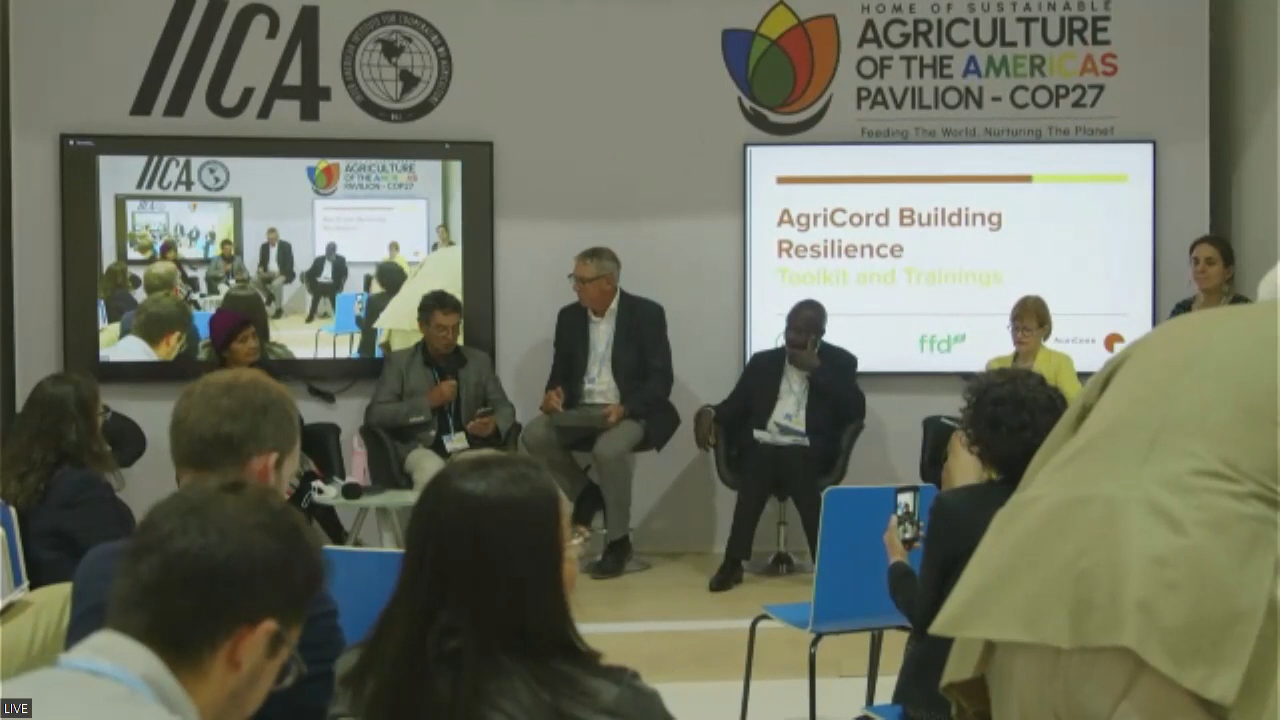 IICA
HOME OF SUSTAINABLE
AGRICULTURE
OF THE AMERICAS
PAVILION - COP27
Feeding The World. Nurturing The Planet
IICA
AGRICULTURE
OF THE AMERICAS
PAVILION - COP27
AgriCord Building
Resilience
Toolkit and Trainings
ffd
AgriCord
LIVE